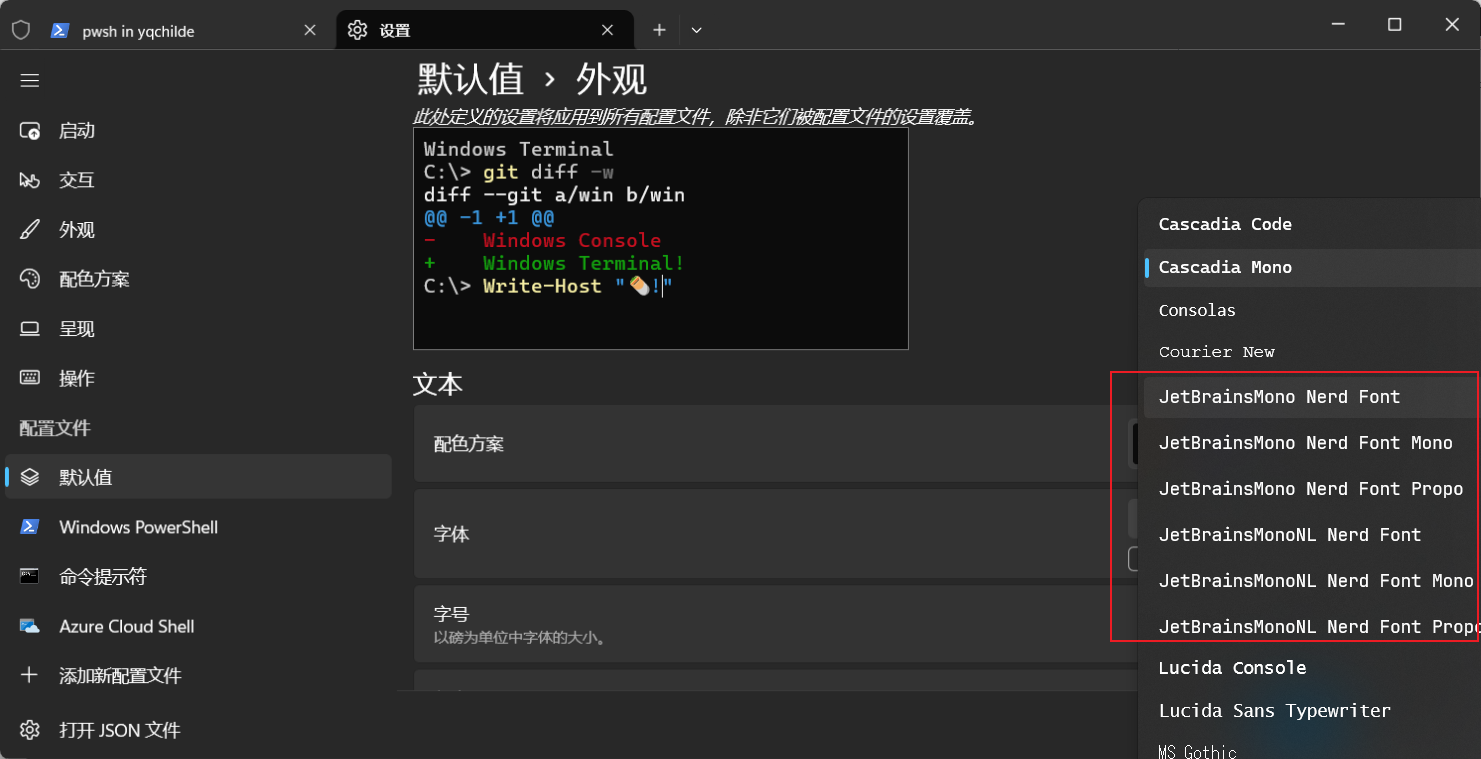 pwsh in yqchilde
设置
启动
交互
外观
配色方案
呈现
操作
配置文件
默认值
Windows PowerShell
命令提示符
Azure Cloud Shell
添加新配置文件
打开 JSON 文件
默认值 › 外观
此处定义的设置将应用到所有配置文件，除非它们被配置文件的设置覆盖。
Windows Terminal
C:\> git diff -w
diff --git a/win b/win
@@ -1 +1 @@
-    Windows Console
+    Windows Terminal!
C:\> Write-Host "🌯!"
文本
配色方案
字体
字号
以磅为单位中字体的大小。
Cascadia Code
Cascadia Mono
Consolas
Courier New
JetBrainsMono Nerd Font
JetBrainsMono Nerd Font Mono
JetBrainsMono Nerd Font Propo
JetBrainsMonoNL Nerd Font
JetBrainsMonoNL Nerd Font Mono
JetBrainsMonoNL Nerd Font Propo
Lucida Console
Lucida Sans Typewriter
MS Gothic